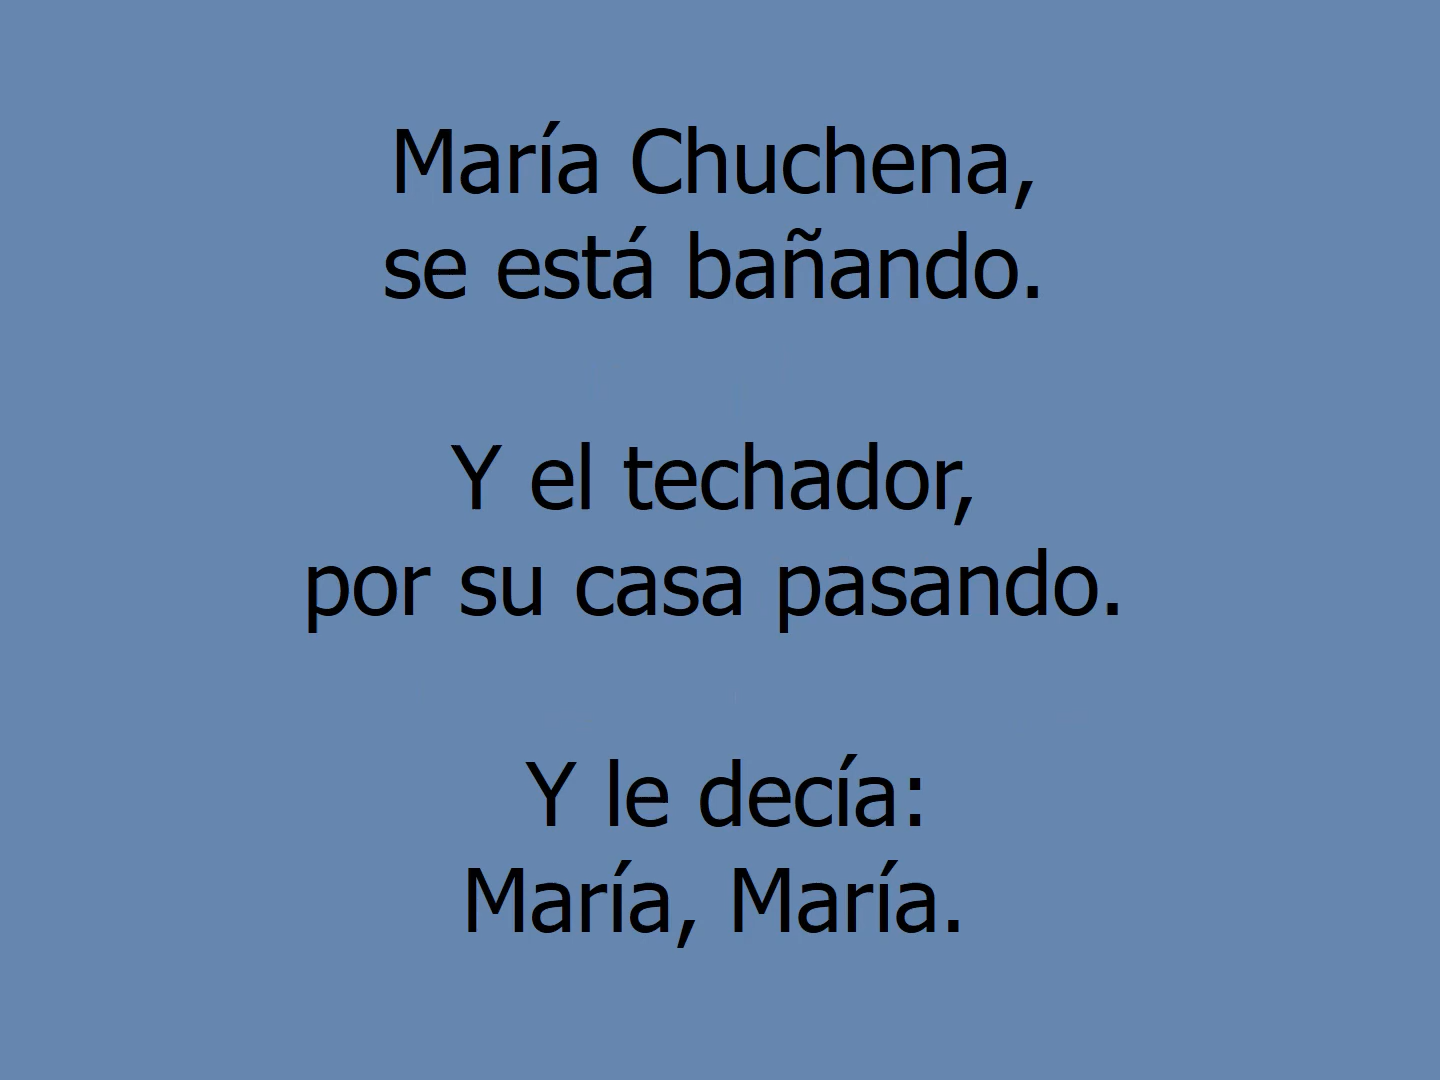 María Chuchena,
se está bañando.
Y el techador,
por su casa pasando.
Y le decía:
María, María.